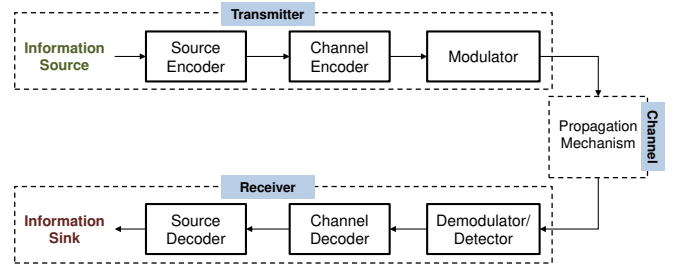 Transmitter
Information
Source
Source
Encoder
Channel
Encoder
Modulator
Propagation
Mechanism
Channel
Receiver
Information
Sink
Source
Decoder
Channel
Decoder
Demodulator/
Detector